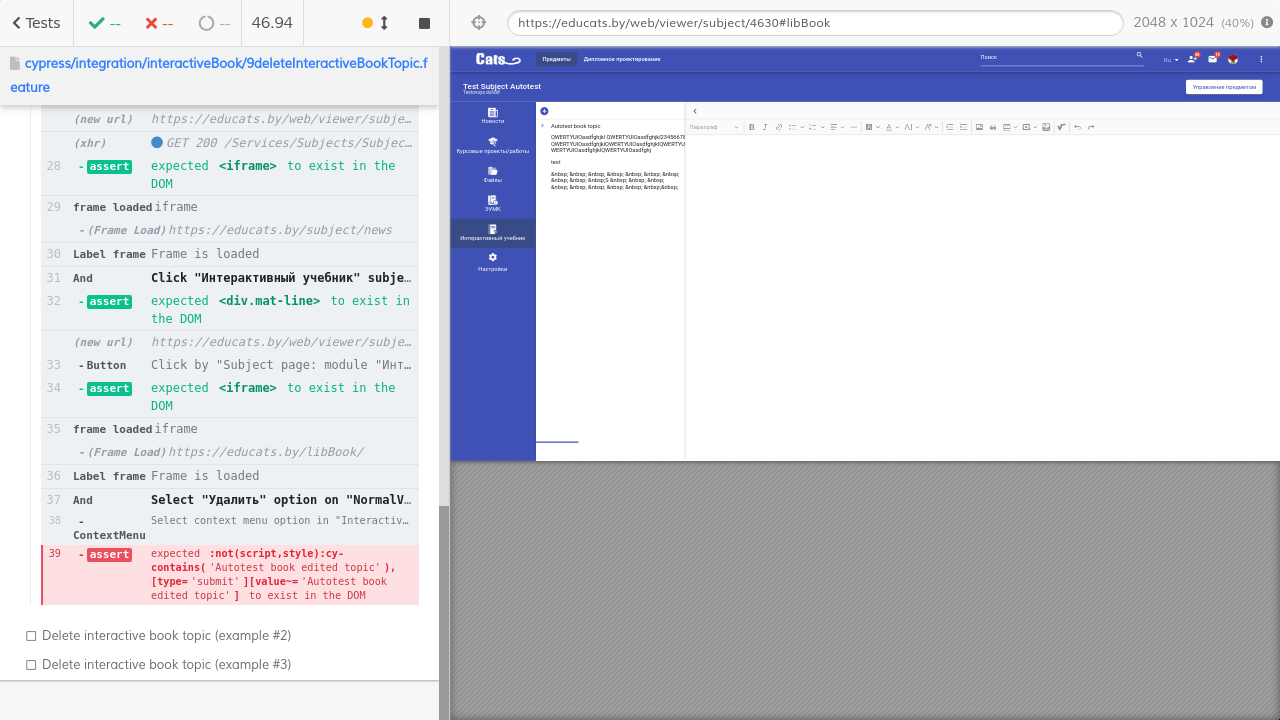 Tests
--
--
--
46.94
https://educats.by/web/viewer/subject/4630#libBook
2048 x 1024 (40%)
cypress/integration/interactiveBook/9deleteInteractiveBookTopic.f
eature
(new url) https://educats.by/web/viewer/subje…
(xhr) GET 200 /Services/Subjects/Subjec…
28 - assert expected <iframe> to exist in the
DOM
29 frame loaded iframe
- (Frame Load) https://educats.by/subject/news
30 Label frame Frame is loaded
31 And Click "Интерактивный учебник" subje…
32 - assert expected <div.mat-line> to exist in
the DOM
(new url) https://educats.by/web/viewer/subje…
33 - Button Click by "Subject page: module "Инт…
34 - assert expected <iframe> to exist in the
DOM
35 frame loaded iframe
- (Frame Load) https://educats.by/libBook/
36 Label frame Frame is loaded
37 And Select "Удалить" option on "NormalV…
38 - ContextMenu Select context menu option in "Interactiv…
39 - assert expected :not(script,style):cy-
contains('Autotest book edited topic'),
[type='submit'][value~='Autotest book
edited topic'] to exist in the DOM
Delete interactive book topic (example #2)
Delete interactive book topic (example #3)
Cats
Предметы
Дипломное проектирование
Поиск
Ru
Test Subject Autotest
Управление предметом
Новости
Курсовые проекты/работы
Файлы
ЭУМК
Интерактивный учебник
Настройки
Autotest book topic
QWERTYUIOasdfghjkl QWERTYUIOasdfghjkl23456678
QWERTYUIOasdfghjklQWERTYUIOasdfghjklQWERTYU
WERTYUIOasdfghjklQWERTYUIOasdfghj
test
&nbsp; &nbsp; &nbsp; &nbsp; &nbsp; &nbsp; &nbsp;
&nbsp; &nbsp; &nbsp;S &nbsp; &nbsp; &nbsp;
&nbsp; &nbsp; &nbsp; &nbsp; &nbsp; &nbsp;&nbsp;
Параграф